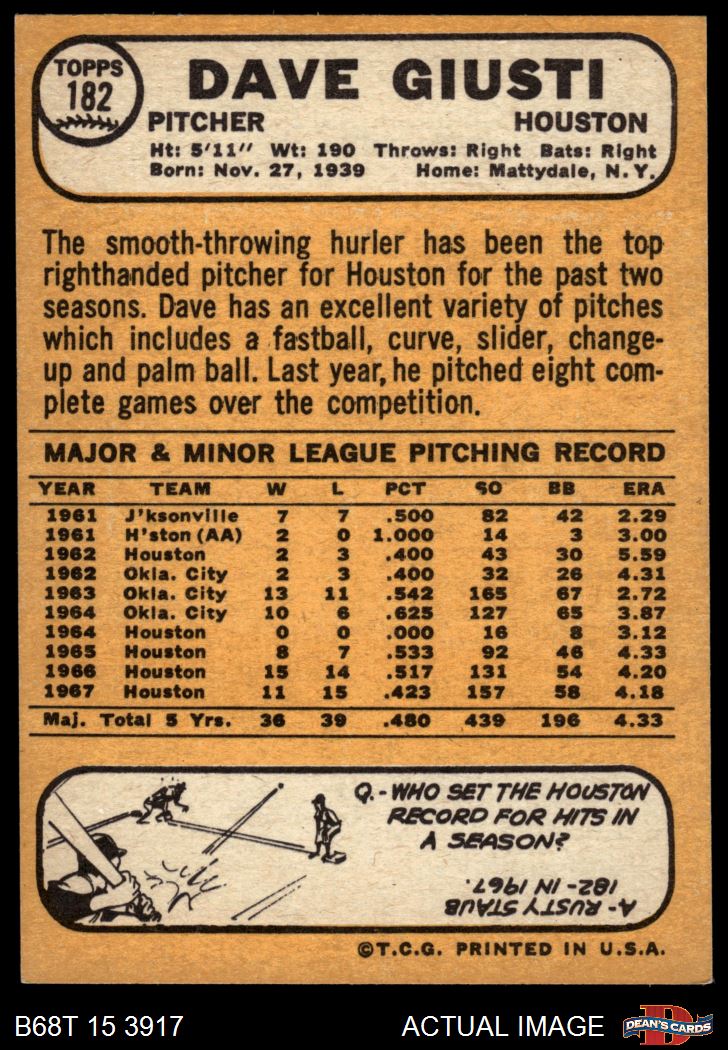 TOPPS
182
DAVE GIUSTI
PITCHER HOUSTON
Ht: 5'11" Wt: 190 Throws: Right Bats: Right
Born: Nov. 27, 1939 Home: Mattydale, N.Y.
The smooth-throwing hurler has been the top
righthanded pitcher for Houston for the past two
seasons. Dave has an excellent variety of pitches
which includes a fastball, curve, slider, change-
up and palm ball. Last year, he pitched eight com-
plete games over the competition.
MAJOR & MINOR LEAGUE PITCHING RECORD
YEAR TEAM W L PCT SO BB ERA
1961 J'ksonville 7 7 .500 82 42 2.29
1961 H'ston (AA) 2 0 1.000 14 3 3.00
1962 Houston 2 3 .400 43 30 5.59
1962 Okla. City 2 3 .400 32 26 4.31
1963 Okla. City 13 11 .542 165 67 2.72
1964 Okla. City 10 6 .625 127 65 3.87
1964 Houston 0 0 .000 16 8 3.12
1965 Houston 8 7 .533 92 46 4.33
1966 Houston 15 14 .517 131 54 4.20
1967 Houston 11 15 .423 157 58 4.18
Maj. Total 5 Yrs. 36 39 .480 439 196 4.33
Q.-WHO SET THE HOUSTON
RECORD FOR HITS IN
A SEASON?
A-RUSTY STAUB
182-IN 1967.
©T.C.G. PRINTED IN U.S.A.
B68T 15 3917 ACTUAL IMAGE
D
DEAN'S CARDS